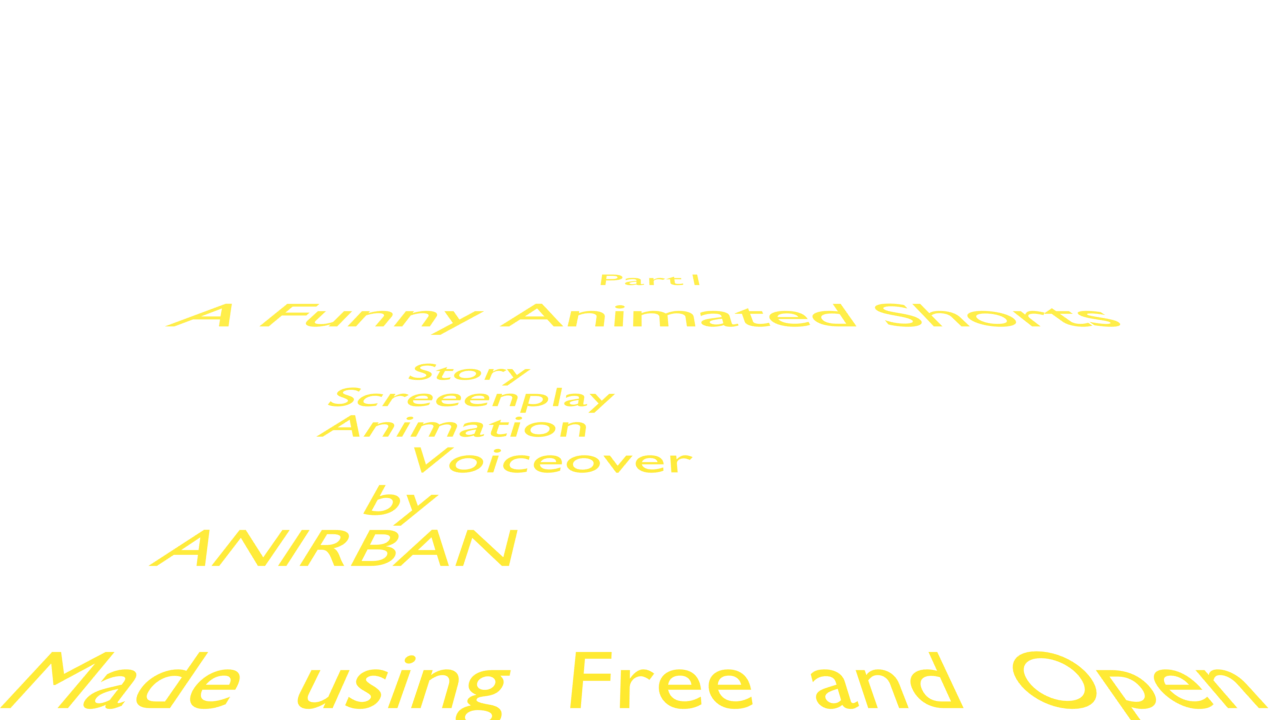 Part I
A Funny Animated Shorts
Story
Screeenplay
Animation
Voiceover
by
ANIRBAN
Made using Free and Open